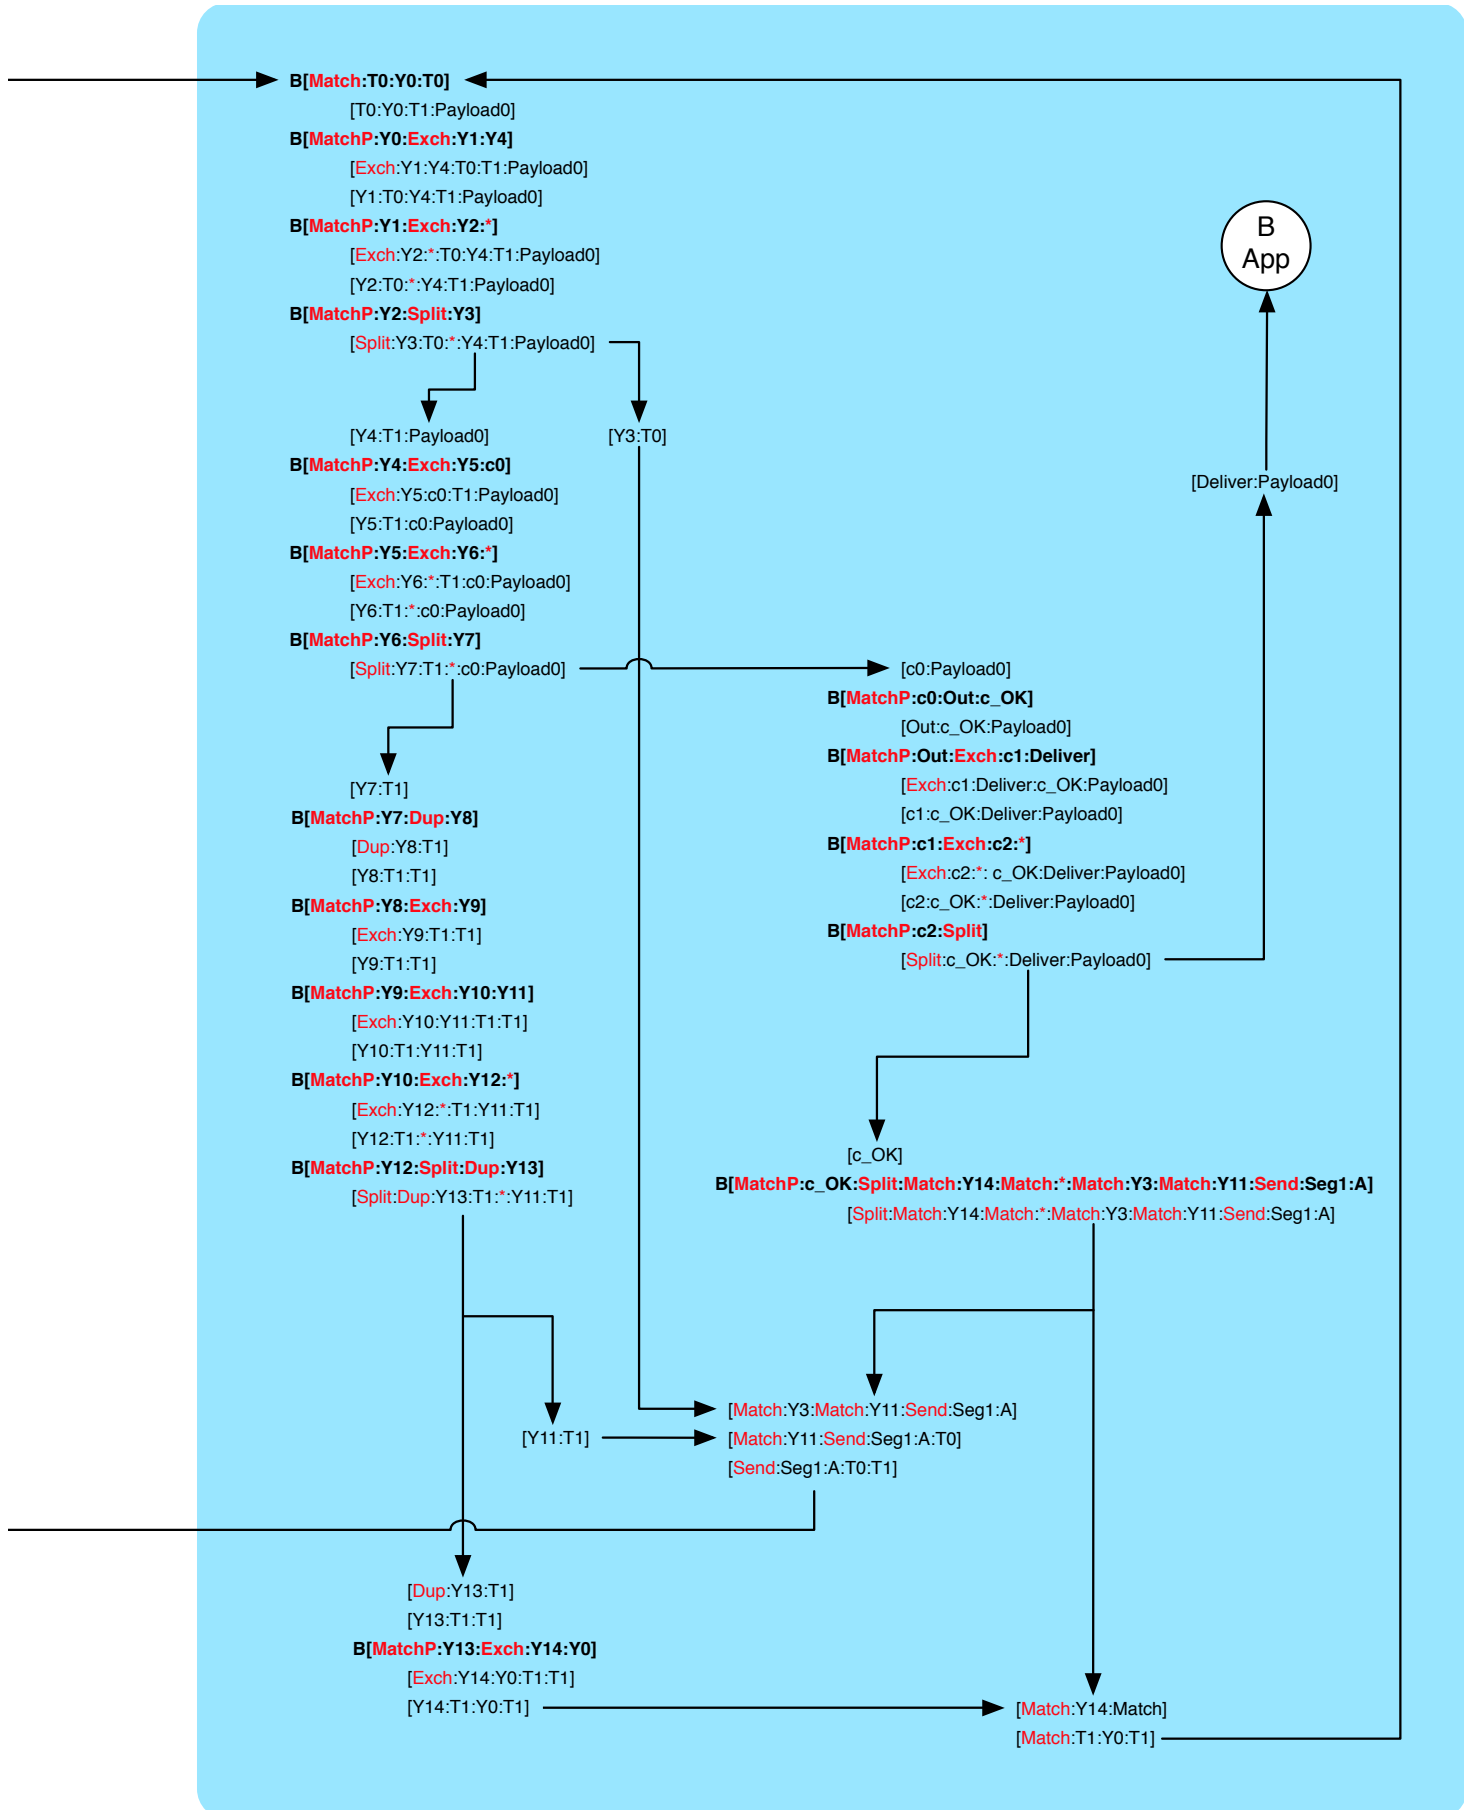 B[Match:T0:Y0:T0]
[T0:Y0:T1:Payload0]
B[MatchP:Y0:Exch:Y1:Y4]
[Exch:Y1:Y4:T0:T1:Payload0]
[Y1:T0:Y4:T1:Payload0]
B[MatchP:Y1:Exch:Y2:*]
[Exch:Y2:*:T0:Y4:T1:Payload0]
[Y2:T0:*:Y4:T1:Payload0]
B[MatchP:Y2:Split:Y3]
[Split:Y3:T0:*:Y4:T1:Payload0]
[Y4:T1:Payload0]
[Y3:T0]
B[MatchP:Y4:Exch:Y5:c0]
[Exch:Y5:c0:T1:Payload0]
[Y5:T1:c0:Payload0]
B[MatchP:Y5:Exch:Y6:*]
[Exch:Y6:*:T1:c0:Payload0]
[Y6:T1:*:c0:Payload0]
B[MatchP:Y6:Split:Y7]
[Split:Y7:T1:*:c0:Payload0]
[Y7:T1]
B[MatchP:Y7:Dup:Y8]
[Dup:Y8:T1]
[Y8:T1:T1]
B[MatchP:Y8:Exch:Y9]
[Exch:Y9:T1:T1]
[Y9:T1:T1]
B[MatchP:Y9:Exch:Y10:Y11]
[Exch:Y10:Y11:T1:T1]
[Y10:T1:Y11:T1]
B[MatchP:Y10:Exch:Y12:*]
[Exch:Y12:*:T1:Y11:T1]
[Y12:T1:*:Y11:T1]
B[MatchP:Y12:Split:Dup:Y13]
[Split:Dup:Y13:T1:*:Y11:T1]
B
App
[Deliver:Payload0]
[c0:Payload0]
B[MatchP:c0:Out:c_OK]
[Out:c_OK:Payload0]
B[MatchP:Out:Exch:c1:Deliver]
[Exch:c1:Deliver:c_OK:Payload0]
[c1:c_OK:Deliver:Payload0]
B[MatchP:c1:Exch:c2:*]
[Exch:c2:*: c_OK:Deliver:Payload0]
[c2:c_OK:*:Deliver:Payload0]
B[MatchP:c2:Split]
[Split:c_OK:*:Deliver:Payload0]
[c_OK]
B[MatchP:c_OK:Split:Match:Y14:Match:*:Match:Y3:Match:Y11:Send:Seg1:A]
[Split:Match:Y14:Match:*:Match:Y3:Match:Y11:Send:Seg1:A]
[Match:Y3:Match:Y11:Send:Seg1:A]
[Y11:T1]
[Match:Y11:Send:Seg1:A:T0]
[Send:Seg1:A:T0:T1]
[Dup:Y13:T1]
[Y13:T1:T1]
B[MatchP:Y13:Exch:Y14:Y0]
[Exch:Y14:Y0:T1:T1]
[Y14:T1:Y0:T1]
[Match:Y14:Match]
[Match:T1:Y0:T1]